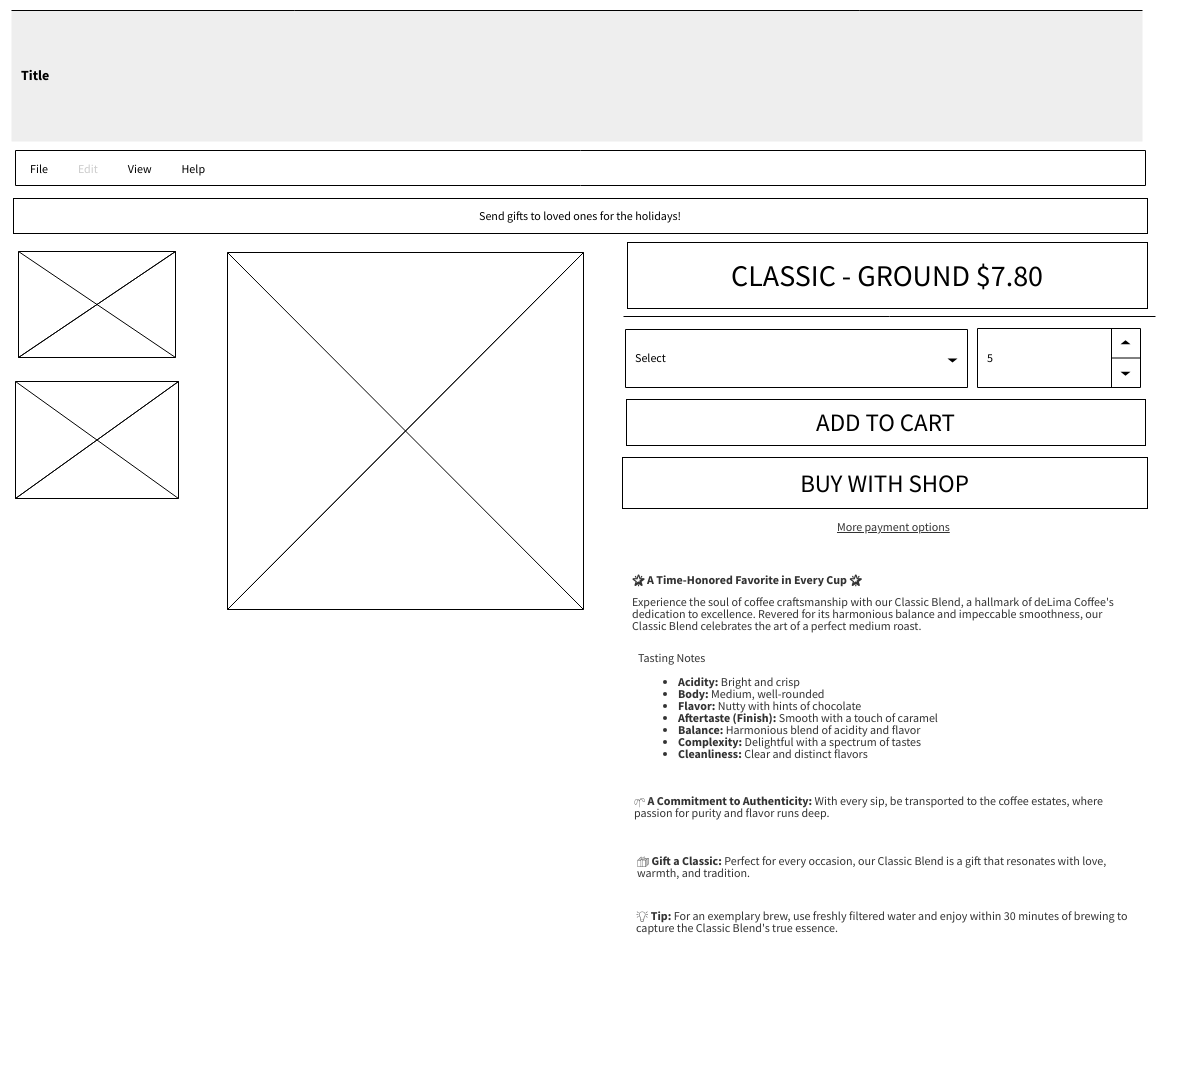 Title
File Edit View Help
Send gifts to loved ones for the holidays!
CLASSIC - GROUND $7.80
Select
5
ADD TO CART
BUY WITH SHOP
More payment options
🌟 A Time-Honored Favorite in Every Cup 🌟
Experience the soul of coffee craftsmanship with our Classic Blend, a hallmark of deLima Coffee's
dedication to excellence. Revered for its harmonious balance and impeccable smoothness, our
Classic Blend celebrates the art of a perfect medium roast.
Tasting Notes
• Acidity: Bright and crisp
• Body: Medium, well-rounded
• Flavor: Nutty with hints of chocolate
• Aftertaste (Finish): Smooth with a touch of caramel
• Balance: Harmonious blend of acidity and flavor
• Complexity: Delightful with a spectrum of tastes
• Cleanliness: Clear and distinct flavors
🌱 A Commitment to Authenticity: With every sip, be transported to the coffee estates, where
passion for purity and flavor runs deep.
🎁 Gift a Classic: Perfect for every occasion, our Classic Blend is a gift that resonates with love,
warmth, and tradition.
💡 Tip: For an exemplary brew, use freshly filtered water and enjoy within 30 minutes of brewing to
capture the Classic Blend's true essence.